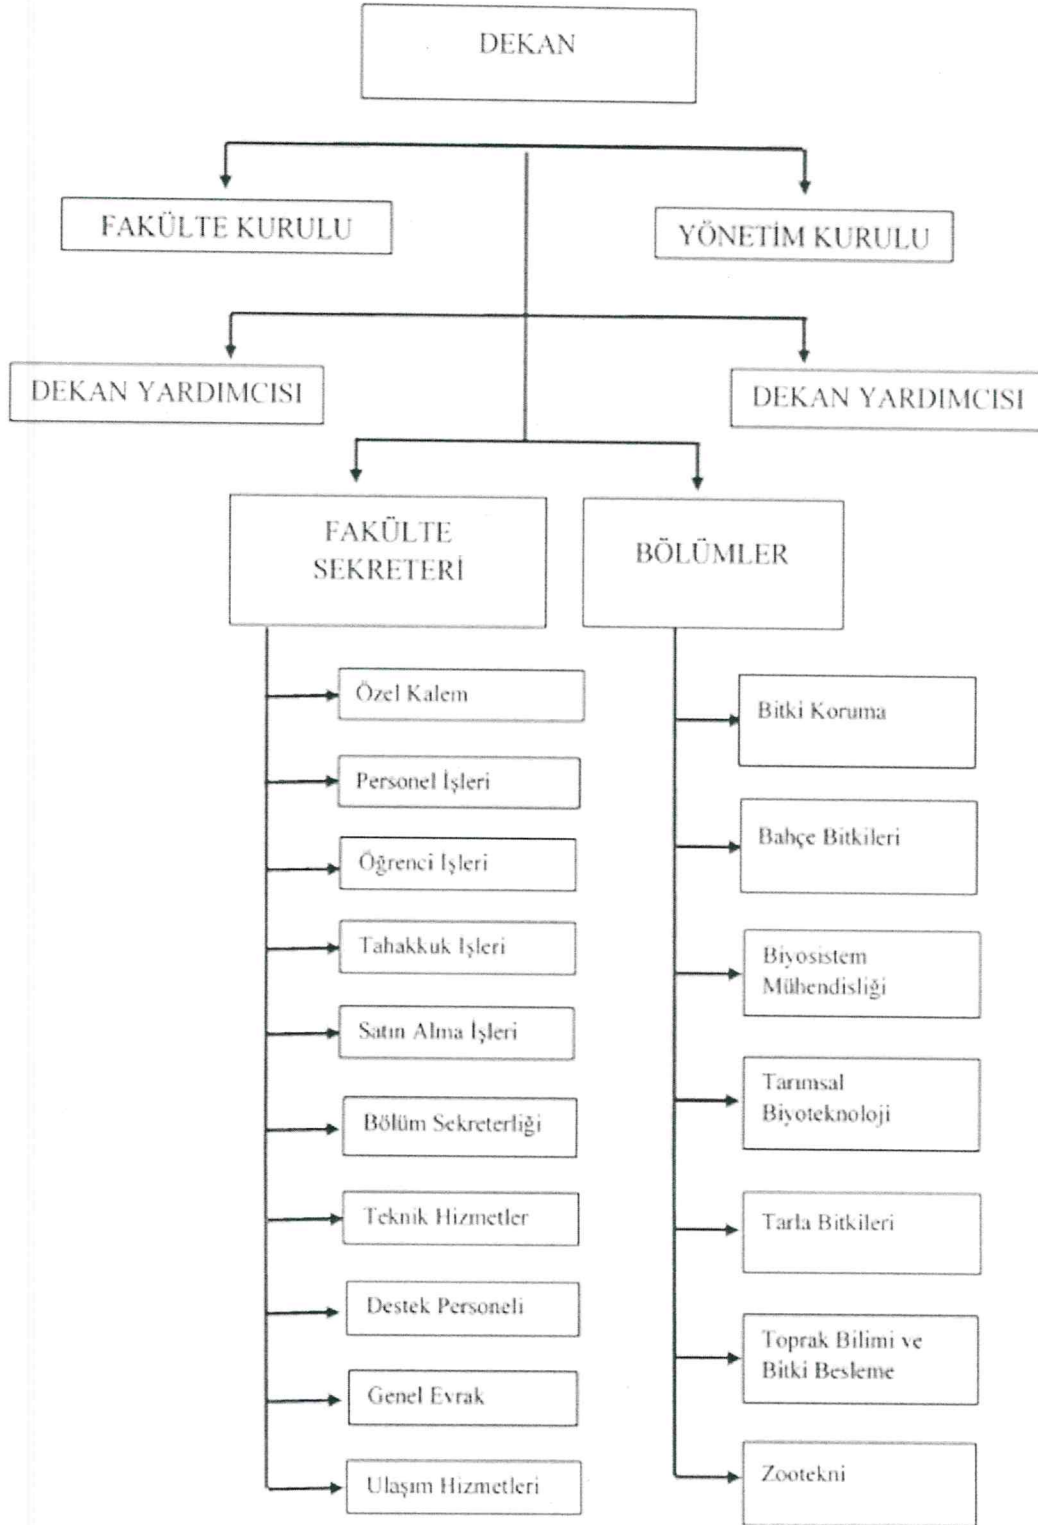 DEKAN
FAKÜLTE KURULU
YÖNETİM KURULU
DEKAN YARDIMCISI
DEKAN YARDIMCISI
FAKÜLTE
SEKRETERİ
BÖLÜMLER
Özel Kalem
Personel İşleri
Öğrenci İşleri
Tahakkuk İşleri
Satın Alma İşleri
Bölüm Sekreterliği
Teknik Hizmetler
Destek Personeli
Genel Evrak
Ulaşım Hizmetleri
Bitki Koruma
Bahçe Bitkileri
Biyosistem
Mühendisliği
Tarımsal
Biyoteknoloji
Tarla Bitkileri
Toprak Bilimi ve
Bitki Besleme
Zootekni